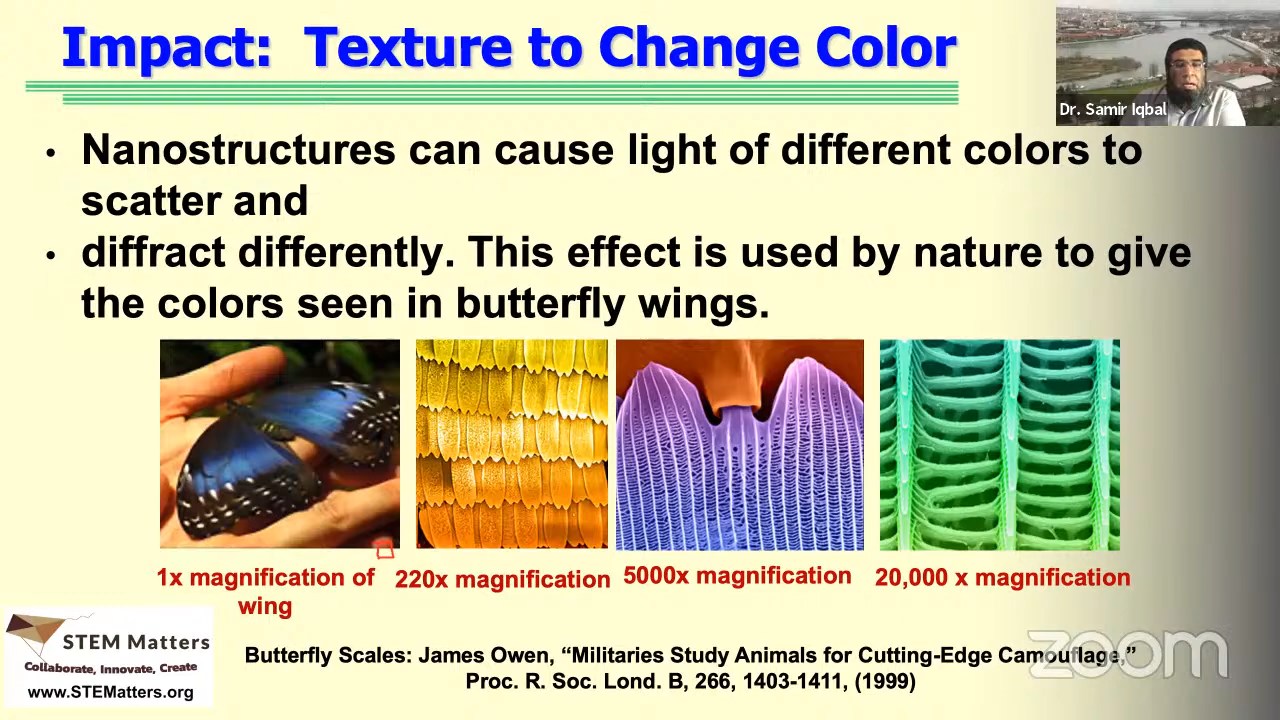 Impact: Texture to Change Color
Dr. Samir Iqbal
• Nanostructures can cause light of different colors to
scatter and
• diffract differently. This effect is used by nature to give
the colors seen in butterfly wings.
1x magnification of
wing
220x magnification
5000x magnification
20,000 x magnification
STEM Matters
Collaborate, Innovate, Create
www.STEMatters.org
Butterfly Scales: James Owen, “Militaries Study Animals for Cutting-Edge Camouflage,”
Proc. R. Soc. Lond. B, 266, 1403-1411, (1999)
zoom